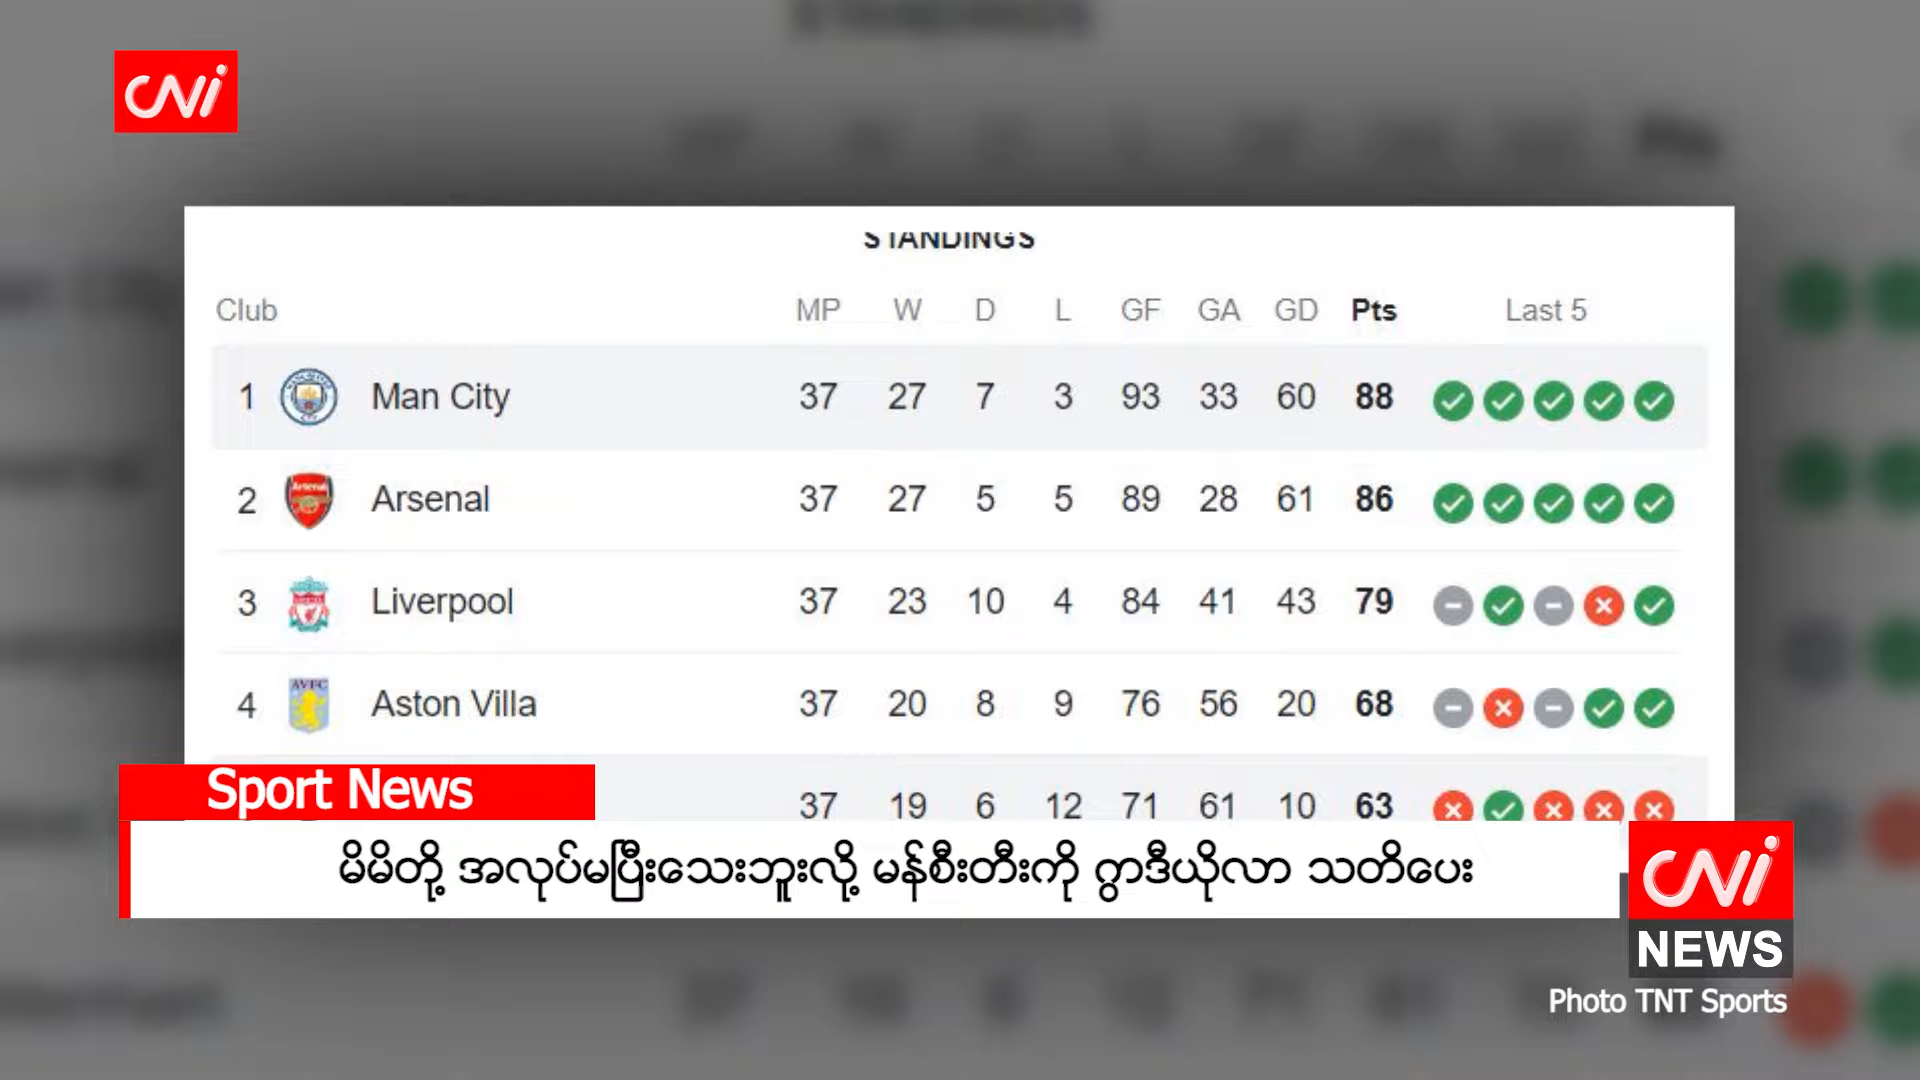 CNi
STANDINGS
Club MP W D L GF GA GD Pts Last 5
1 Man City 37 27 7 3 93 33 60 88
2 Arsenal 37 27 5 5 89 28 61 86
3 Liverpool 37 23 10 4 84 41 43 79
4 AVFC Aston Villa 37 20 8 9 76 56 20 68
37 19 6 12 71 61 10 63
Sport News
မိမိတို့ အလုပ်မပြီးသေးဘူးလို့ မန်စီးတီးကို ဂွာဒီယိုလာ သတိပေး
CNi
NEWS
Photo TNT Sports